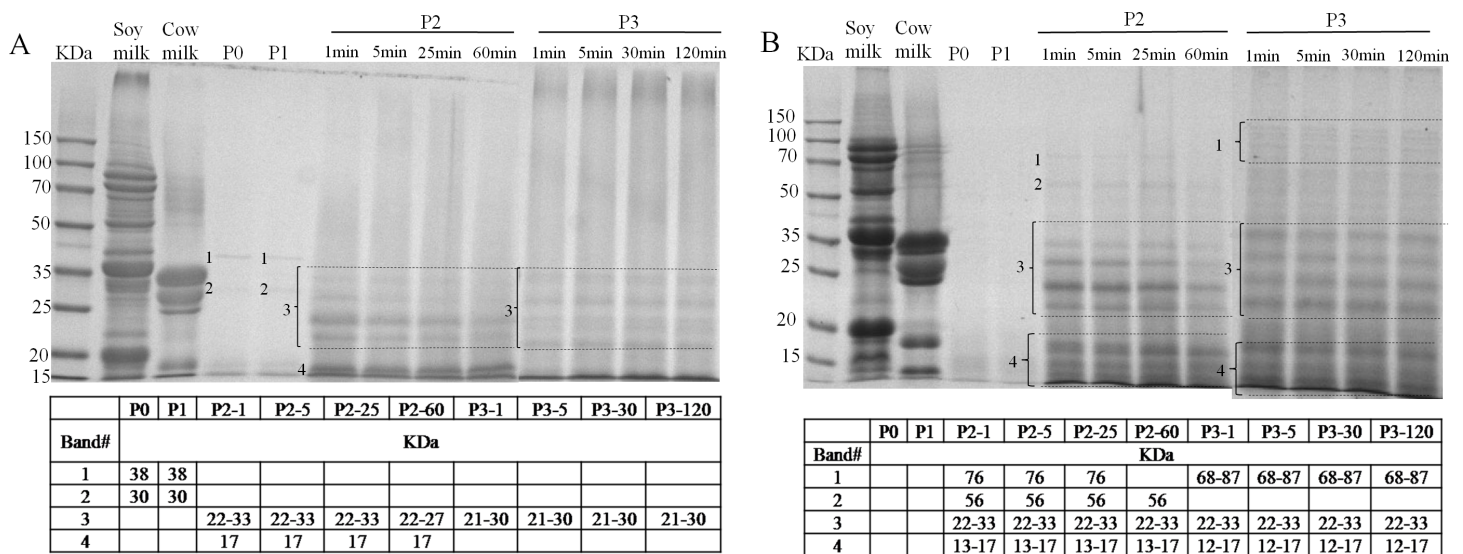 A
KDa
Soy milk
Cow milk
P0
P1
P2
1min 5min 25min 60min
P3
1min 5min 30min 120min
150
100
70
50
35
25
20
15
1 1
2 2
3
4
3
| | P0 | P1 | P2-1 | P2-5 | P2-25 | P2-60 | P3-1 | P3-5 | P3-30 | P3-120 |
Band# KDa
1 38 38
2 30 30
3 22-33 22-33 22-33 22-27 21-30 21-30 21-30 21-30
4 17 17 17 17
B
KDa
Soy milk
Cow milk
P0
P1
P2
1min 5min 25min 60min
P3
1min 5min 30min 120min
150
100
70
50
35
25
20
15
1
2
3
4
1
3
4
P0 P1 P2-1 P2-5 P2-25 P2-60 P3-1 P3-5 P3-30 P3-120
Band# KDa
1 76 76 76 68-87 68-87 68-87 68-87
2 56 56 56 56
3 22-33 22-33 22-33 22-33 22-33 22-33 22-33 22-33
4 13-17 13-17 13-17 13-17 12-17 12-17 12-17 12-17